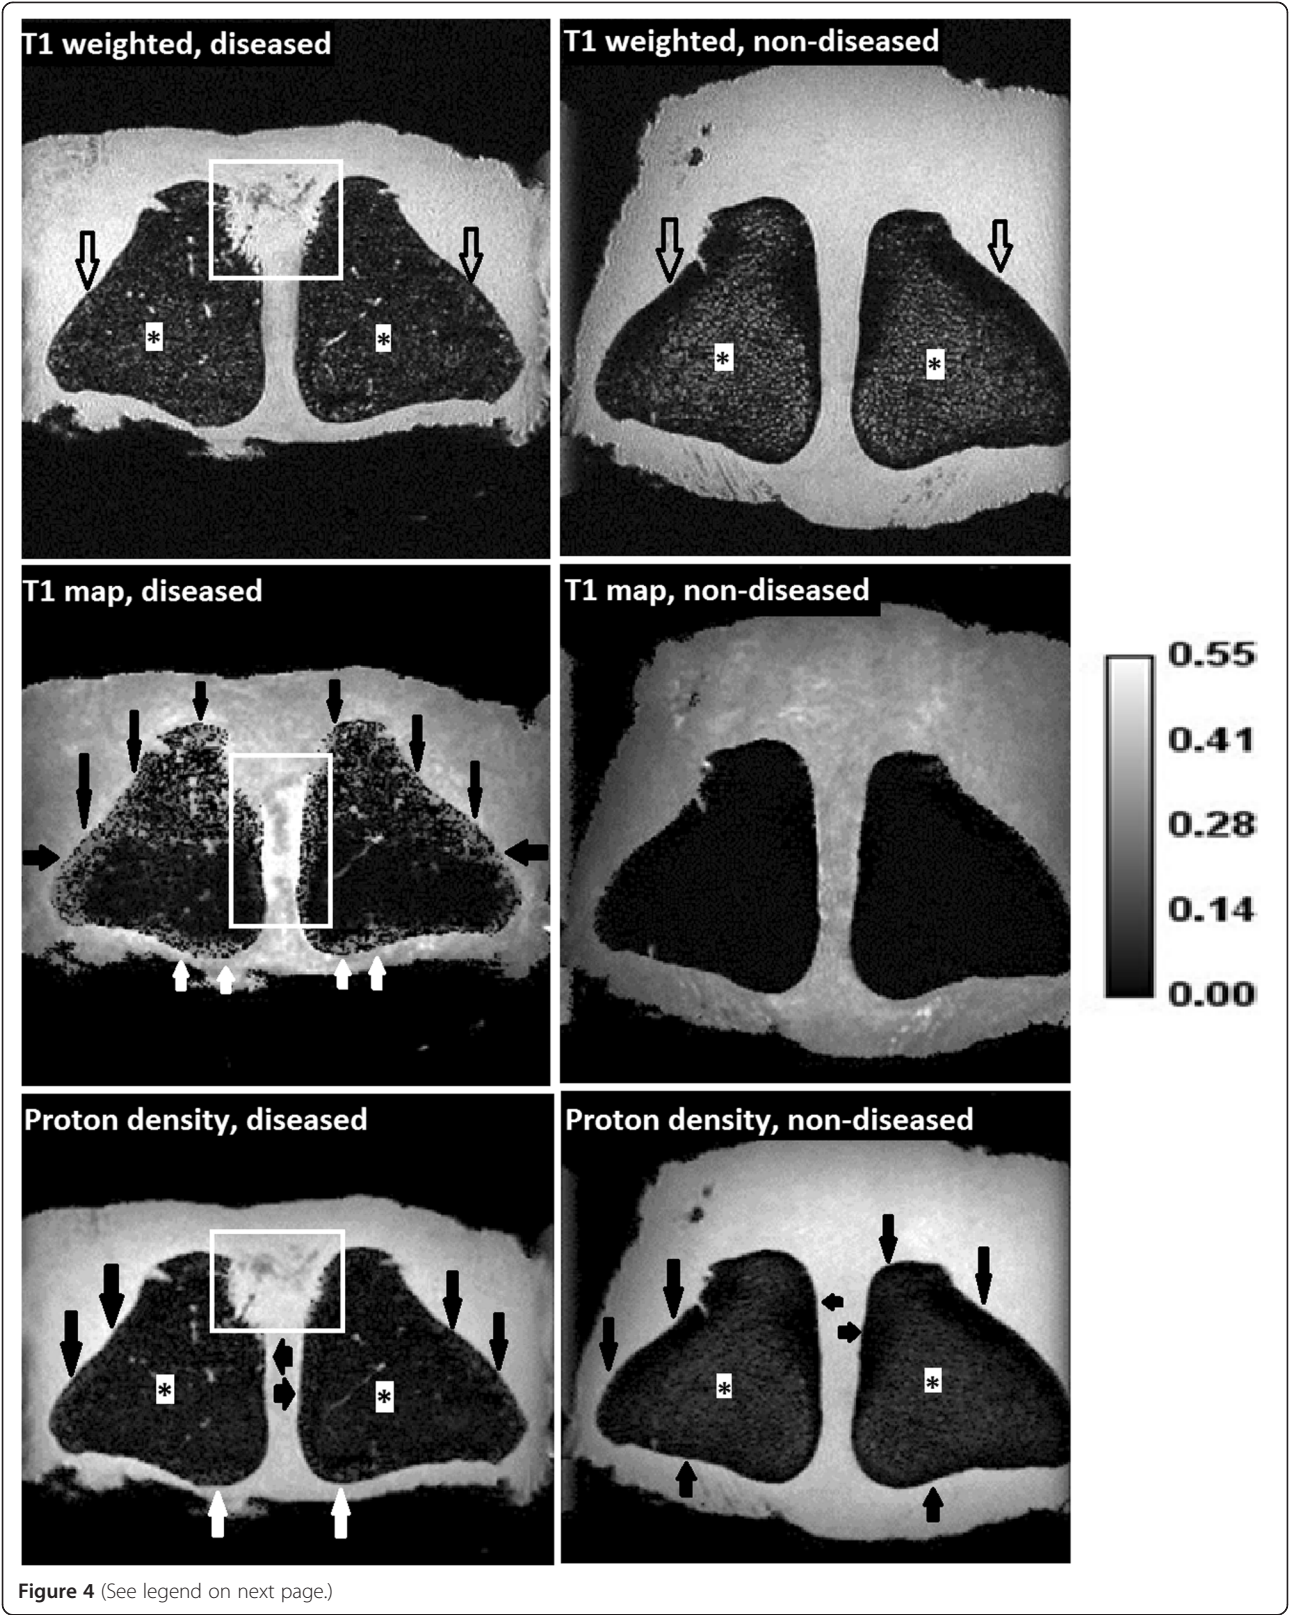 T1 weighted, diseased
T1 weighted, non-diseased
*
*
*
*
T1 map, diseased
T1 map, non-diseased
0.55
0.41
0.28
0.14
0.00
Proton density, diseased
Proton density, non-diseased
*
*
*
*
Figure 4 (See legend on next page.)